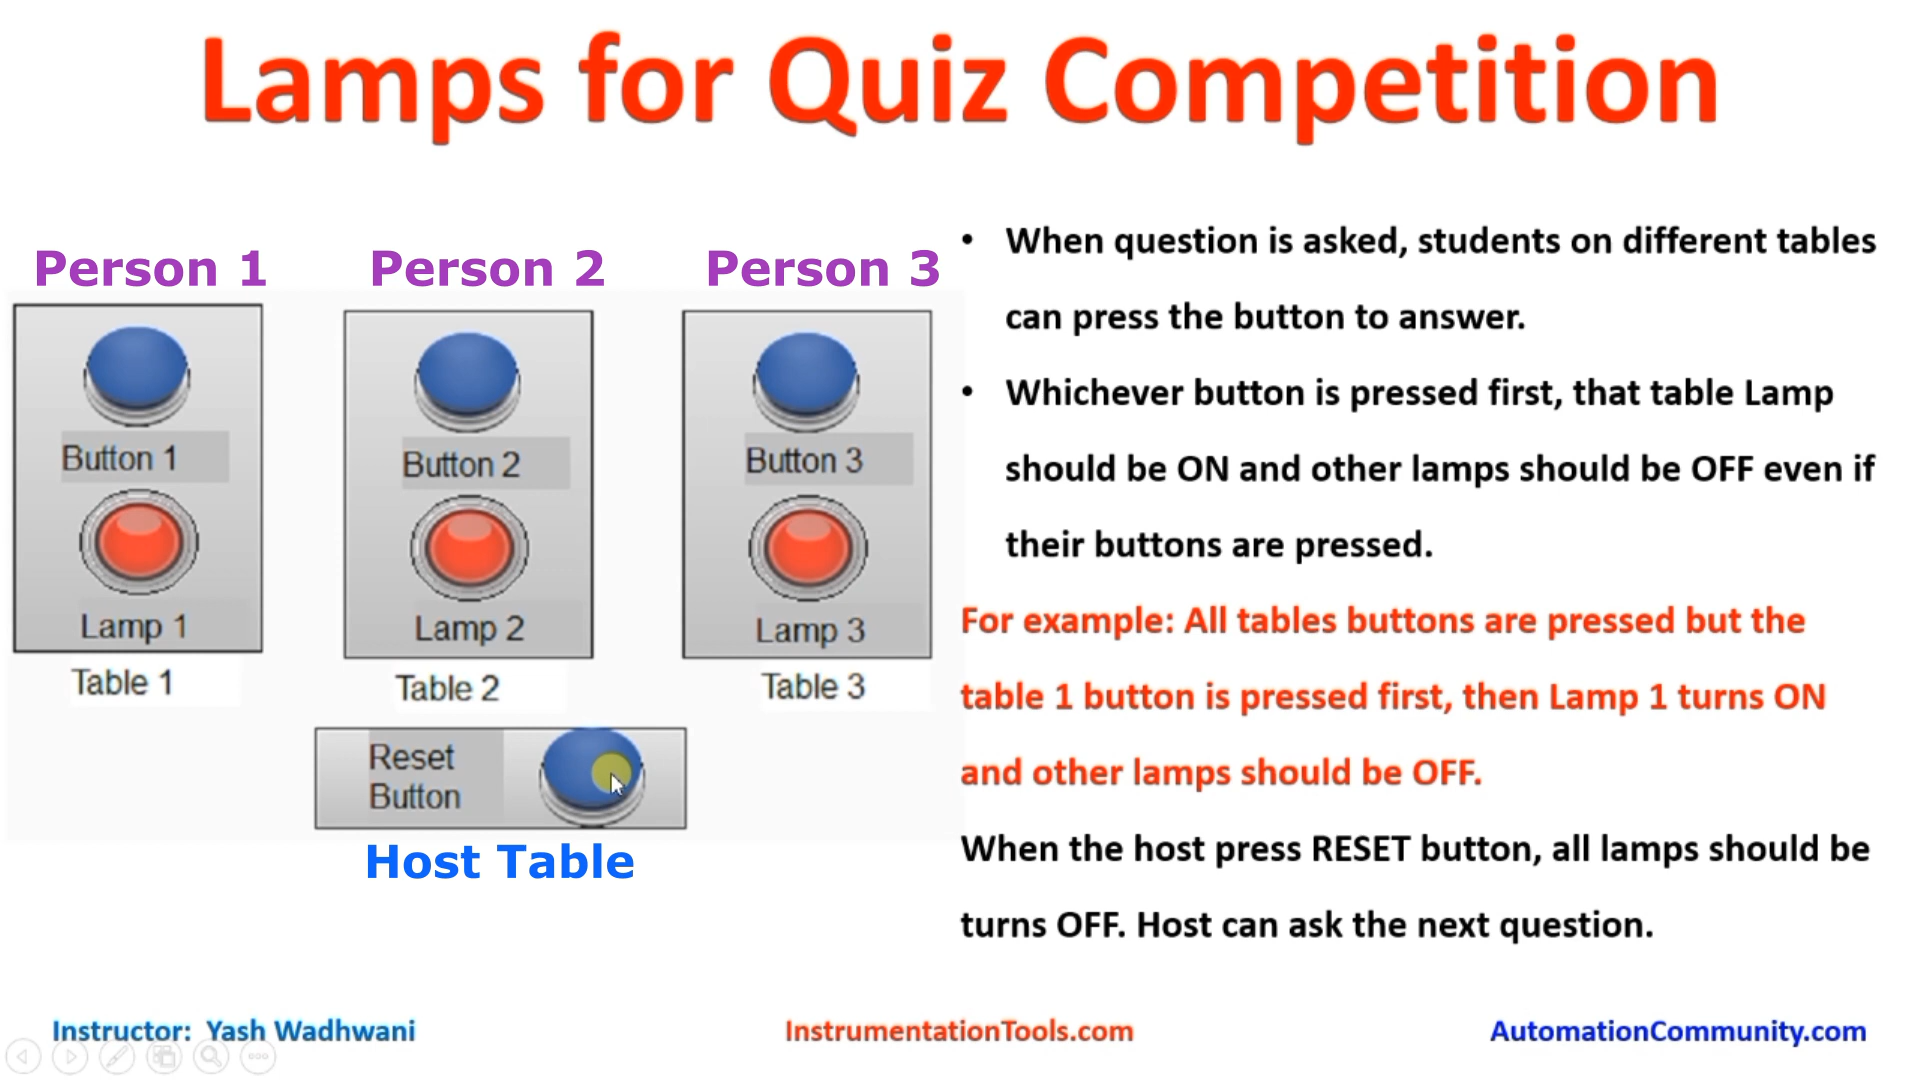 Lamps for Quiz Competition
Person 1
Person 2
Person 3
Button 1
Button 2
Button 3
Lamp 1
Lamp 2
Lamp 3
Table 1
Table 2
Table 3
Reset
Button
Host Table
• When question is asked, students on different tables
can press the button to answer.
• Whichever button is pressed first, that table Lamp
should be ON and other lamps should be OFF even if
their buttons are pressed.
For example: All tables buttons are pressed but the
table 1 button is pressed first, then Lamp 1 turns ON
and other lamps should be OFF.
When the host press RESET button, all lamps should be
turns OFF. Host can ask the next question.
Instructor: Yash Wadhwani
InstrumentationTools.com
AutomationCommunity.com